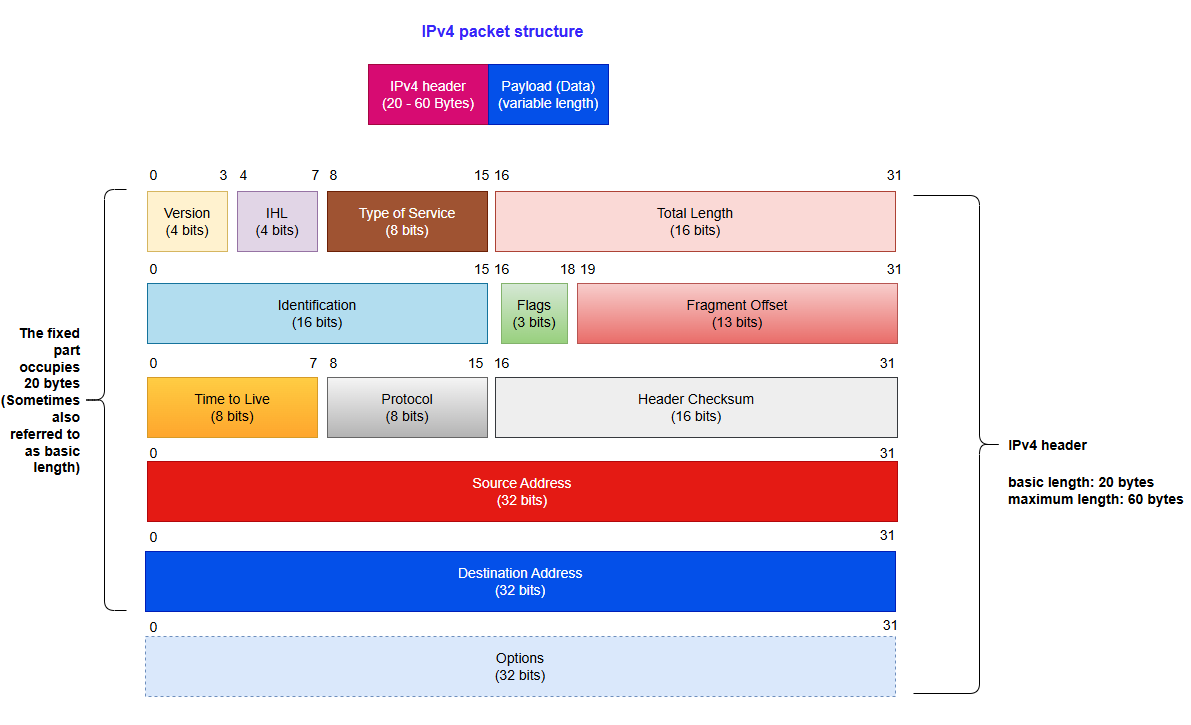 IPv4 packet structure
IPv4 header
(20 - 60 Bytes)
Payload (Data)
(variable length)
0 3 4 7 8 15 16 31
Version
(4 bits)
IHL
(4 bits)
Type of Service
(8 bits)
Total Length
(16 bits)
0 15 16 18 19 31
Identification
(16 bits)
Flags
(3 bits)
Fragment Offset
(13 bits)
The fixed
part
occupies
20 bytes
(Sometimes
also
referred to
as basic
length)
0 7 8 15 16 31
Time to Live
(8 bits)
Protocol
(8 bits)
Header Checksum
(16 bits)
0 31
Source Address
(32 bits)
0 31
Destination Address
(32 bits)
0 31
Options
(32 bits)
IPv4 header
basic length: 20 bytes
maximum length: 60 bytes